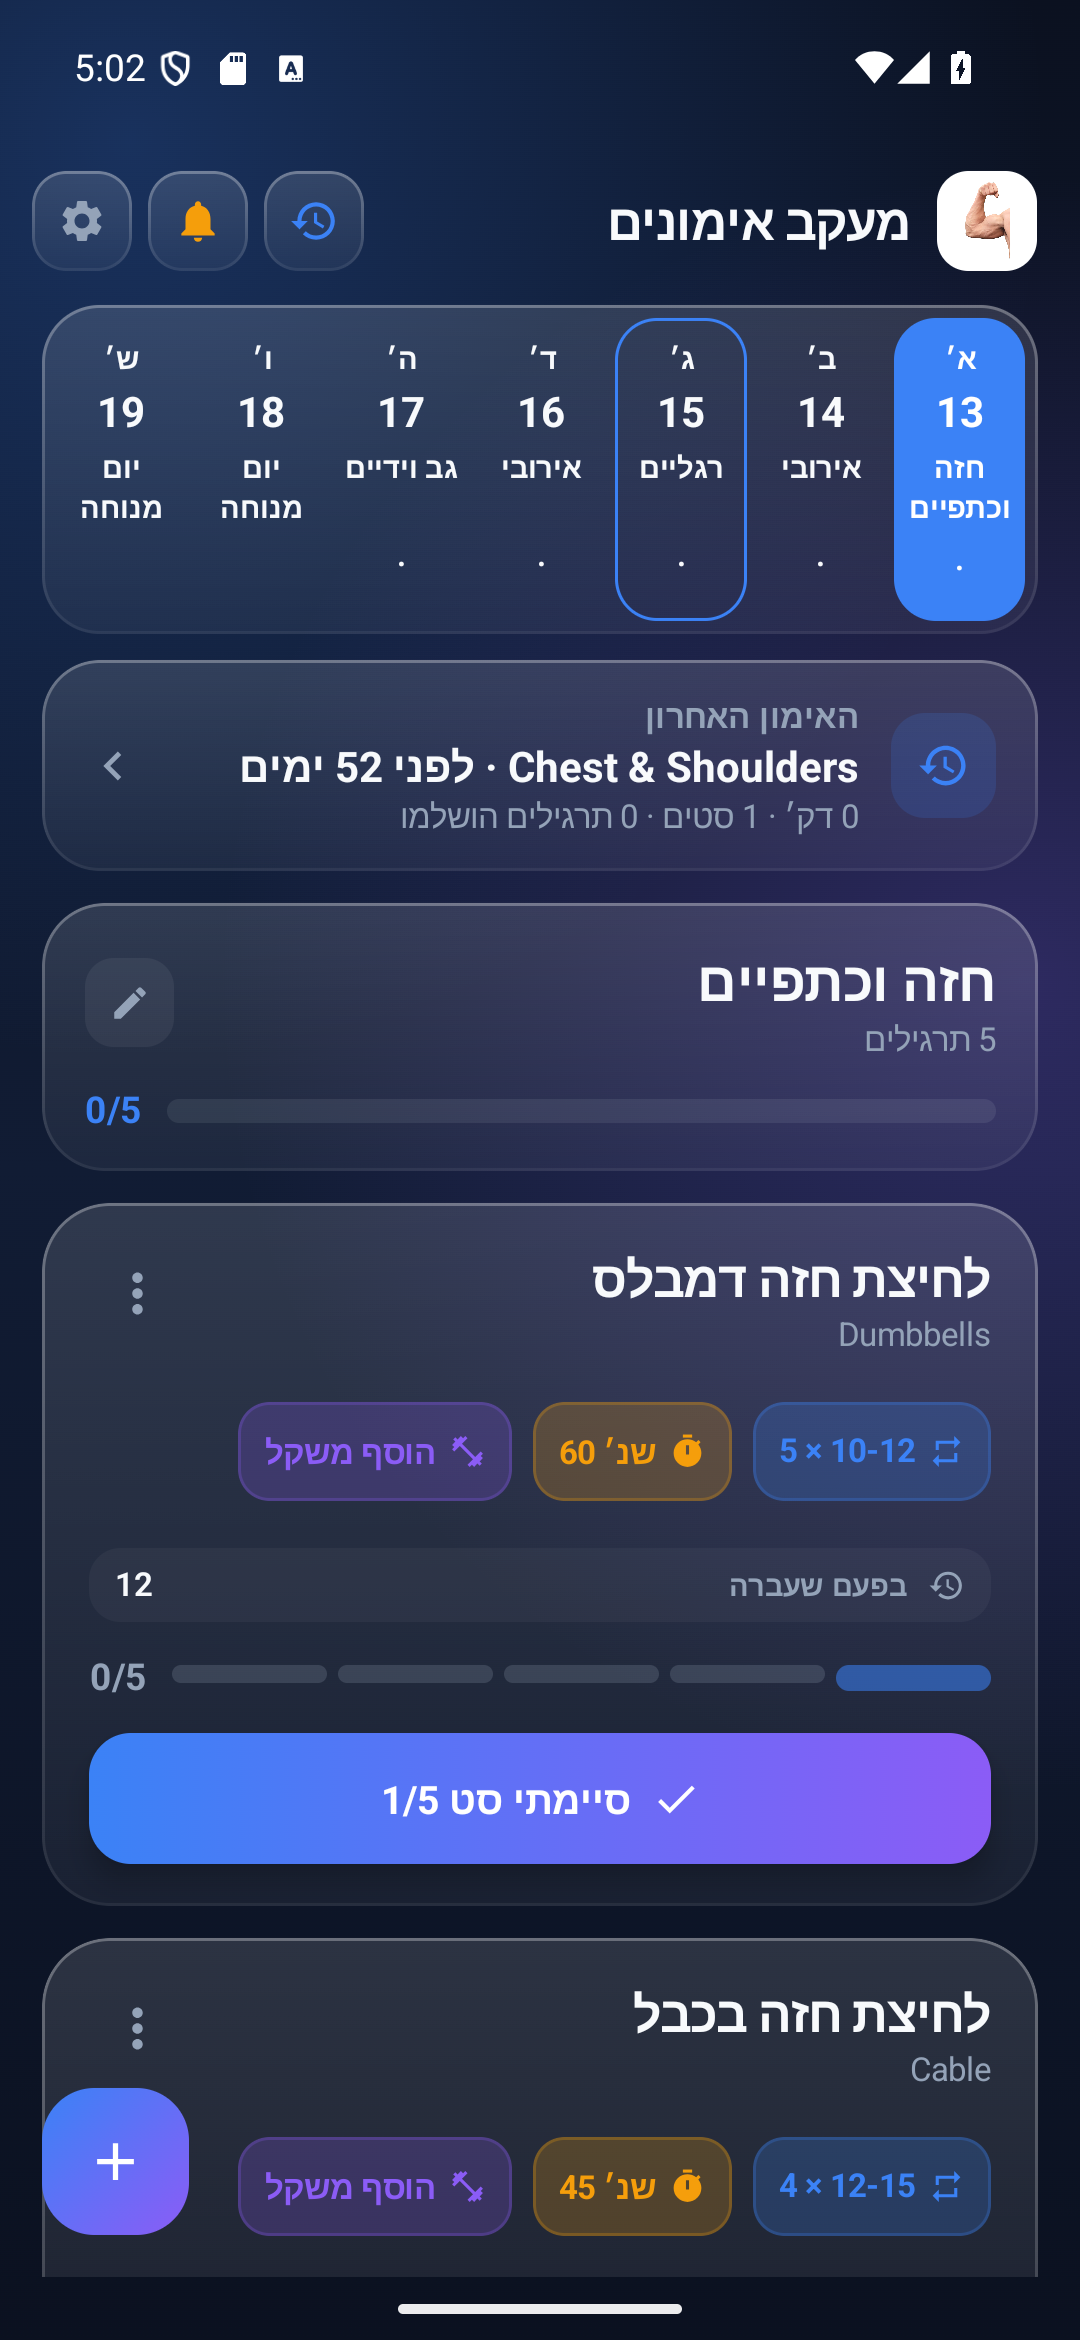 5:02
מעקב אימונים
א׳
13
חזה
וכתפיים
ב׳
14
אירובי
ג׳
15
רגליים
ד׳
16
אירובי
ה׳
17
גב וידיים
ו׳
18
יום
מנוחה
ש׳
19
יום
מנוחה
האימון האחרון
Chest & Shoulders · לפני 52 ימים
0 דק׳ · 1 סטים · 0 תרגילים הושלמו
חזה וכתפיים
5 תרגילים
0/5
לחיצת חזה דמבלס
Dumbbells
5 × 10-12
60 שנ׳
הוסף משקל
בפעם שעברה
12
0/5
סיימתי סט 1/5
לחיצת חזה בכבל
Cable
4 × 12-15
45 שנ׳
הוסף משקל